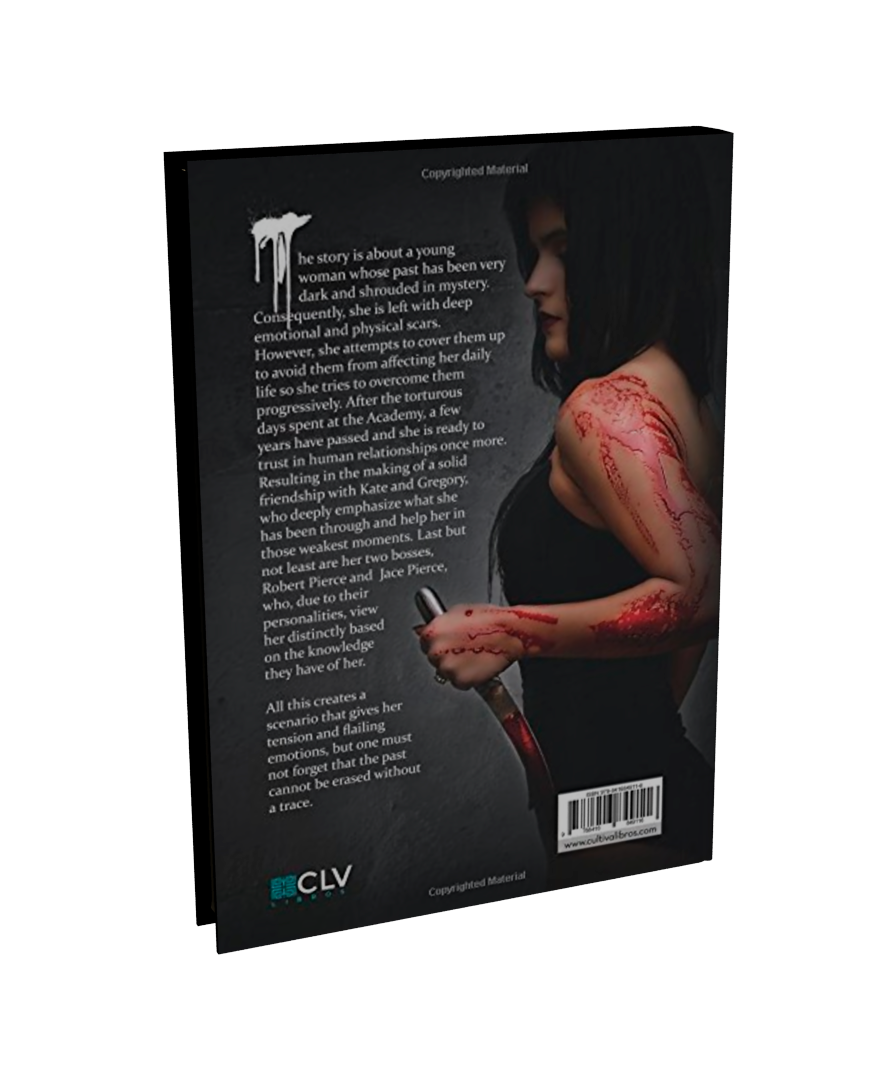 Copyrighted Material
The story is about a young
woman whose past has been very
dark and shrouded in mystery.
Consequently, she is left with deep
emotional and physical scars.
However, she attempts to cover them up
to avoid them from affecting her daily
life so she tries to overcome them
progressively. After the torturous
days spent at the Academy, a few
years have passed and she is ready to
trust in human relationships once more.
Resulting in the making of a solid
friendship with Kate and Gregory,
who deeply emphasize what she
has been through and help her in
those weakest moments. Last but
not least are her two bosses,
Robert Pierce and Jace Pierce,
who, due to their
personalities, view
her distinctly based
on the knowledge
they have of her.
All this creates a
scenario that gives her
tension and flailing
emotions, but one must
not forget that the past
cannot be erased without
a trace.
ISBN
www.cultivalibros.com
CLV
LIBROS
Copyrighted Material